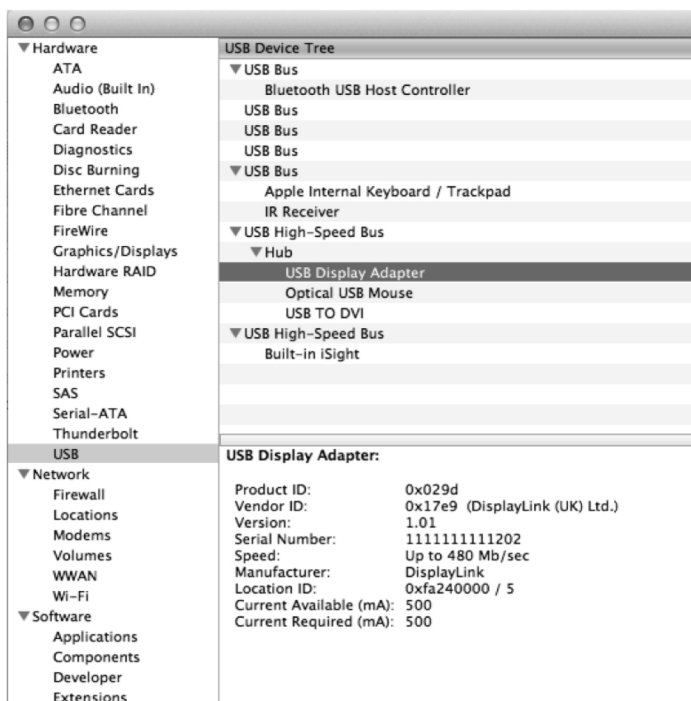 Hardware
ATA
Audio (Built In)
Bluetooth
Card Reader
Diagnostics
Disc Burning
Ethernet Cards
Fibre Channel
FireWire
Graphics/Displays
Hardware RAID
Memory
PCI Cards
Parallel SCSI
Power
Printers
SAS
Serial-ATA
Thunderbolt
USB
Network
Firewall
Locations
Modems
Volumes
WWAN
Wi-Fi
Software
Applications
Components
Developer
Extensions
USB Device Tree
USB Bus
Bluetooth USB Host Controller
USB Bus
USB Bus
USB Bus
USB Bus
Apple Internal Keyboard / Trackpad
IR Receiver
USB High-Speed Bus
Hub
USB Display Adapter
Optical USB Mouse
USB TO DVI
USB High-Speed Bus
Built-in iSight
USB Display Adapter:
Product ID: 0x029d
Vendor ID: 0x17e9 (DisplayLink (UK) Ltd.)
Version: 1.01
Serial Number: 1111111111202
Speed: Up to 480 Mb/sec
Manufacturer: DisplayLink
Location ID: 0xfa240000 / 5
Current Available (mA): 500
Current Required (mA): 500